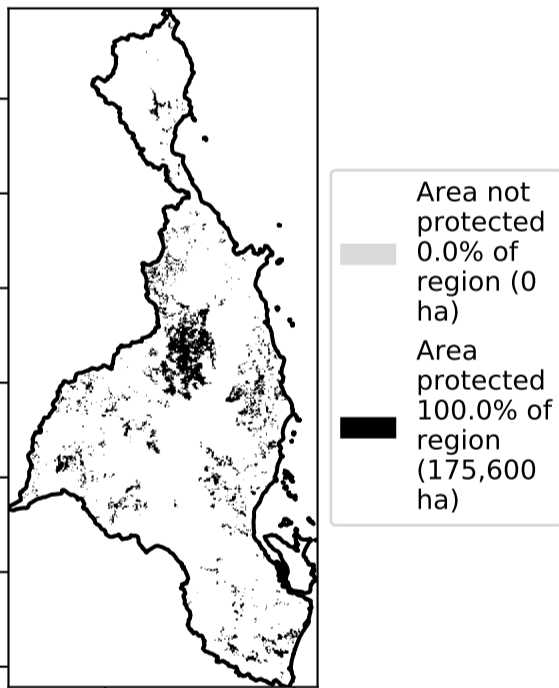 Area not
protected
0.0% of
region (0
ha)
Area
protected
100.0% of
region
(175,600
ha)